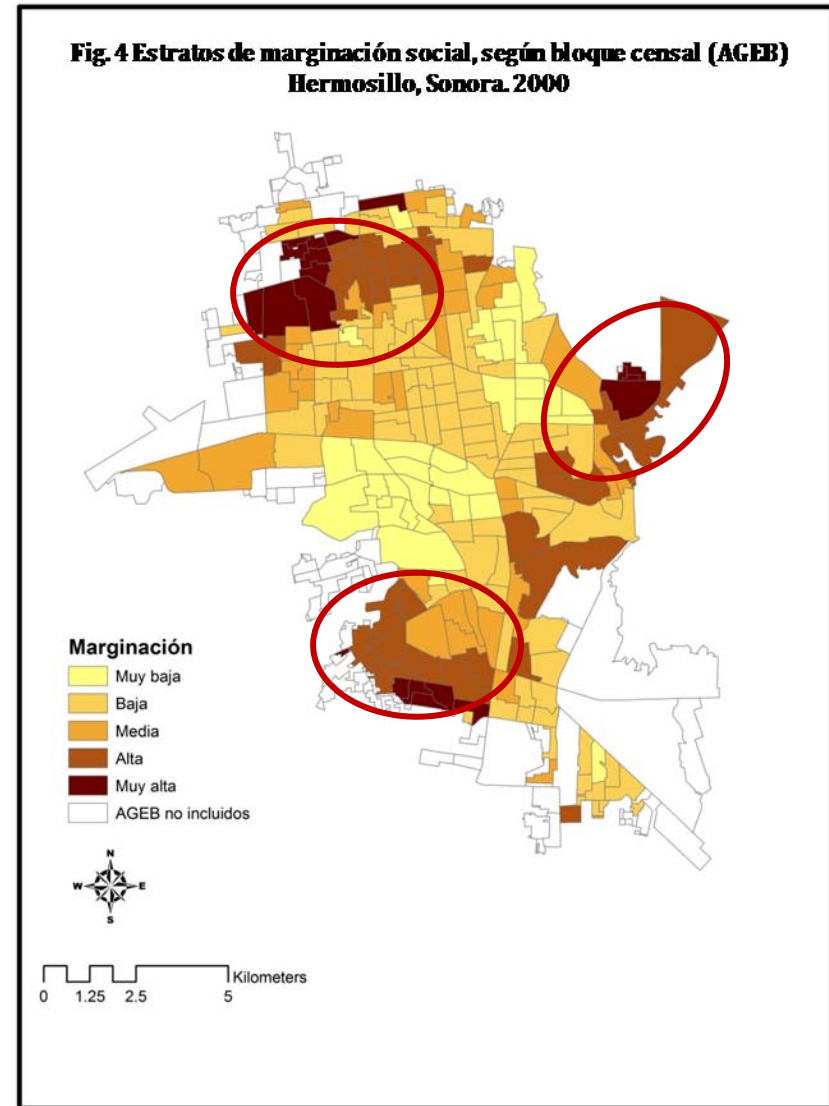 Fig. 4 Estratos de marginación social, según bloque censal (AGEB)
Hermosillo, Sonora. 2000
Marginación
Muy baja
Baja
Media
Alta
Muy alta
AGEB no incluidos
N
W E
S
Kilometers
0 1.25 2.5 5